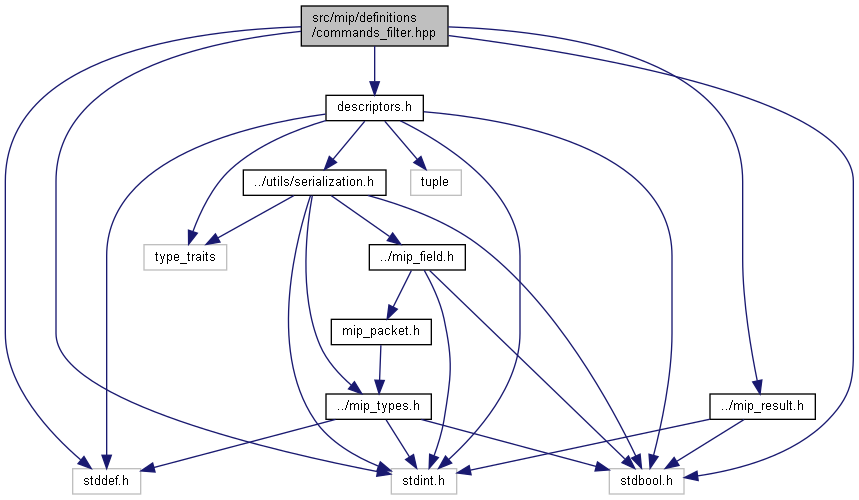 src/mip/definitions
/commands_filter.hpp
descriptors.h
../utils/serialization.h
tuple
type_traits
../mip_field.h
mip_packet.h
../mip_types.h
../mip_result.h
stddef.h
stdint.h
stdbool.h